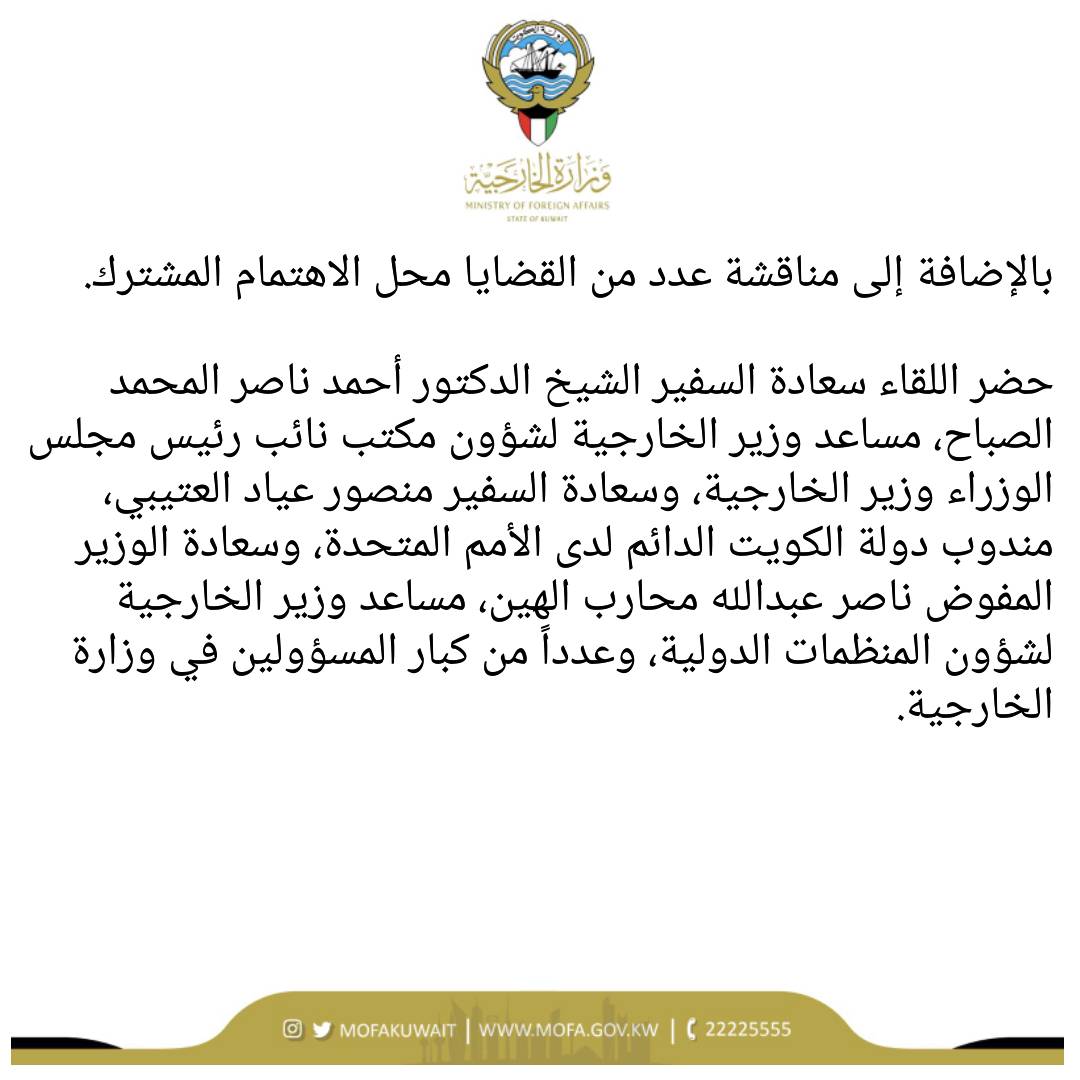 دولة الكويت
وزارة الخارجية
MINISTRY OF FOREIGN AFFAIRS
STATE OF KUWAIT
بالإضافة إلى مناقشة عدد من القضايا محل الاهتمام المشترك.
حضر اللقاء سعادة السفير الشيخ الدكتور أحمد ناصر المحمد
الصباح، مساعد وزير الخارجية لشؤون مكتب نائب رئيس مجلس
الوزراء وزير الخارجية، وسعادة السفير منصور عياد العتيبي،
مندوب دولة الكويت الدائم لدى الأمم المتحدة، وسعادة الوزير
المفوض ناصر عبدالله محارب الهين، مساعد وزير الخارجية
لشؤون المنظمات الدولية، وعدداً من كبار المسؤولين في وزارة
الخارجية.
MOFAKUWAIT | WWW.MOFA.GOV.KW | 22225555